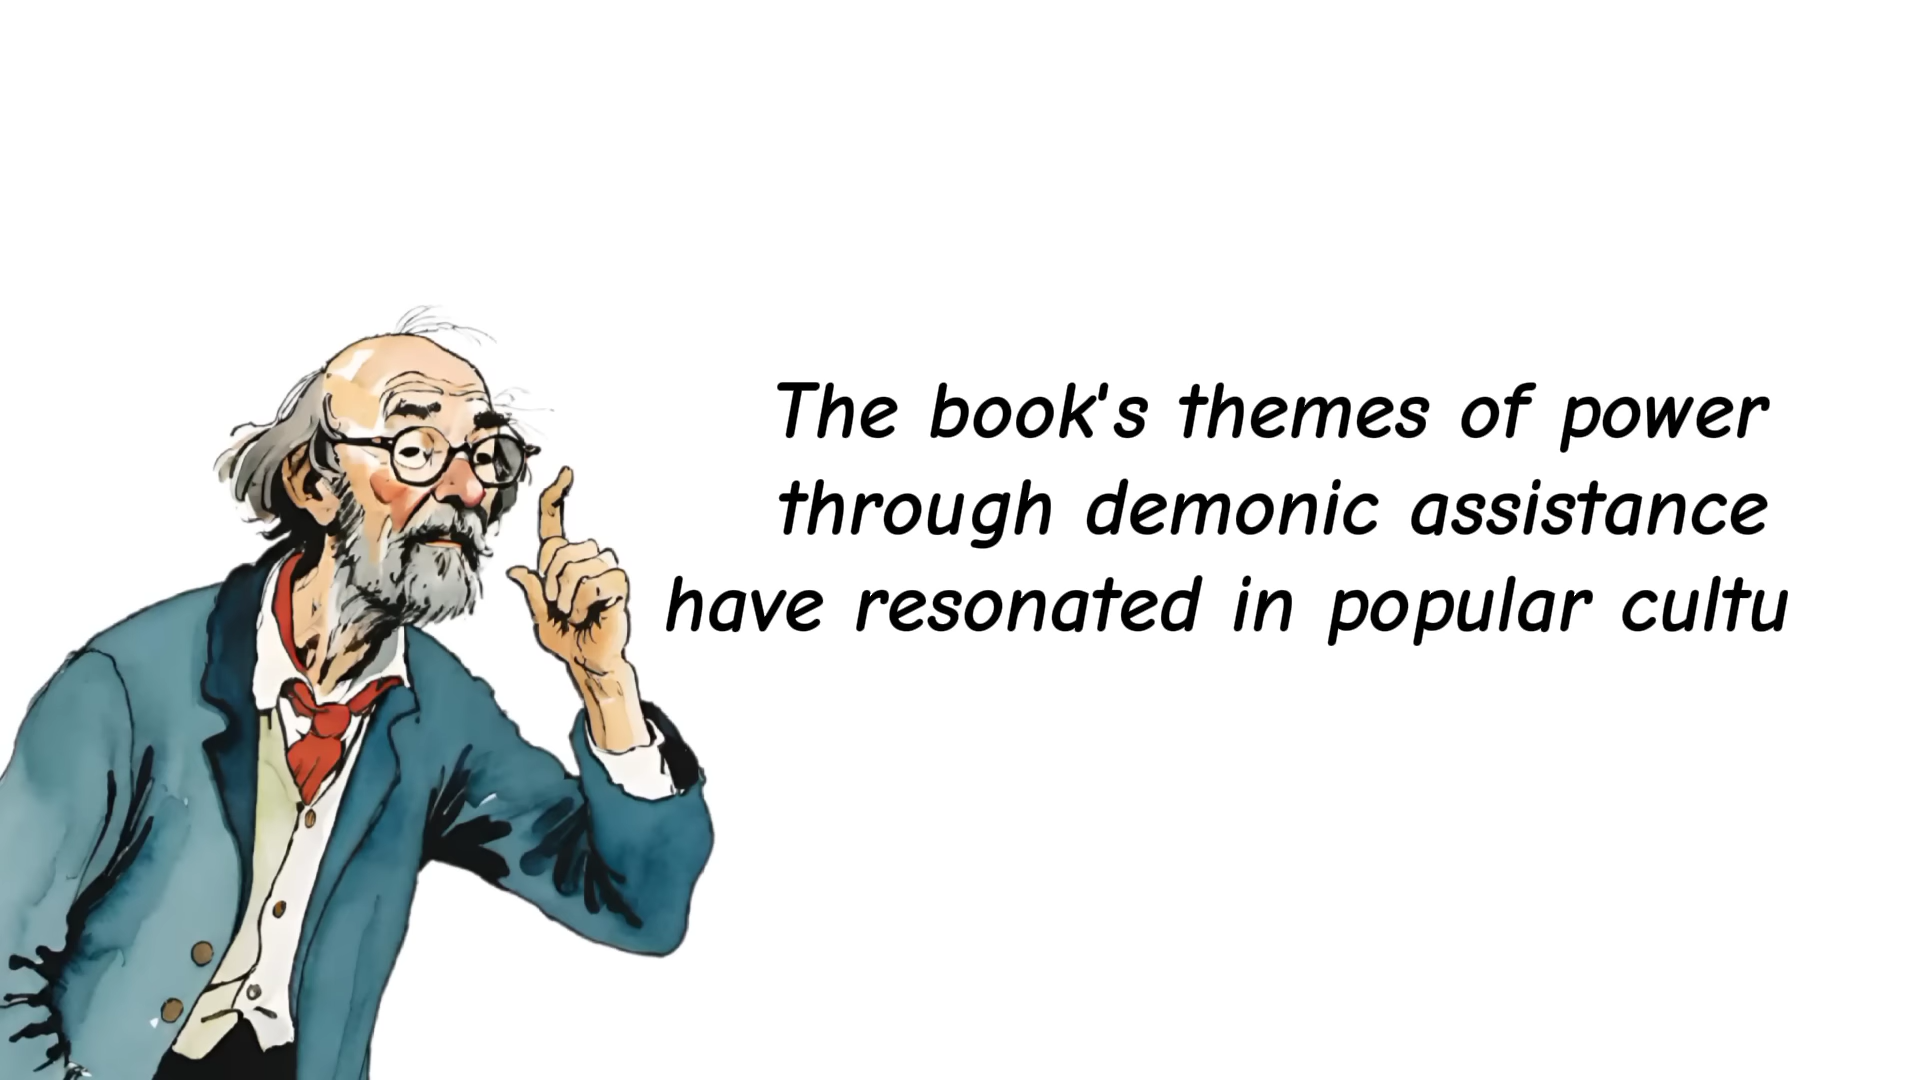 The book's themes of power
through demonic assistance
have resonated in popular cultu